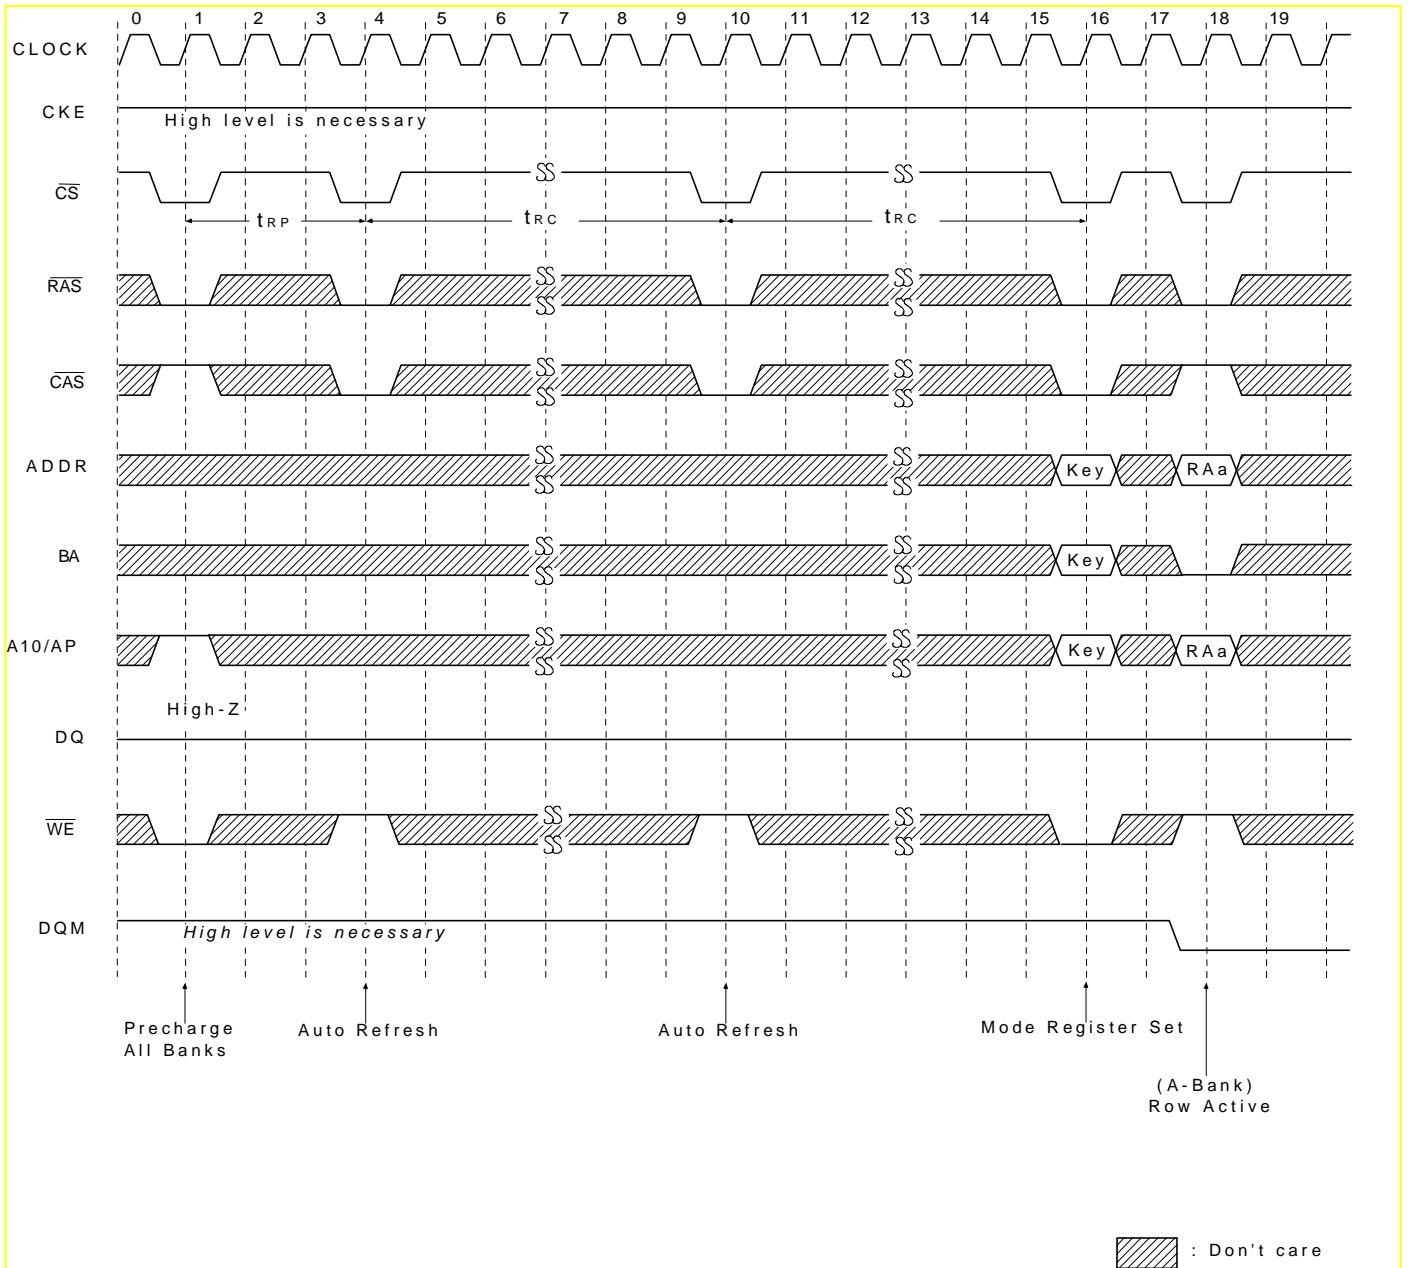 0 1 2 3 4 5 6 7 8 9 10 11 12 13 14 15 16 17 18 19
CLOCK
CKE
High level is necessary
CS
tRP tRC tRC
RAS
CAS
ADDR Key RAa
BA Key
A10/AP Key RAa
High-Z
DQ
WE
DQM
High level is necessary
Precharge
All Banks
Auto Refresh
Auto Refresh
Mode Register Set
(A-Bank)
Row Active
: Don't care